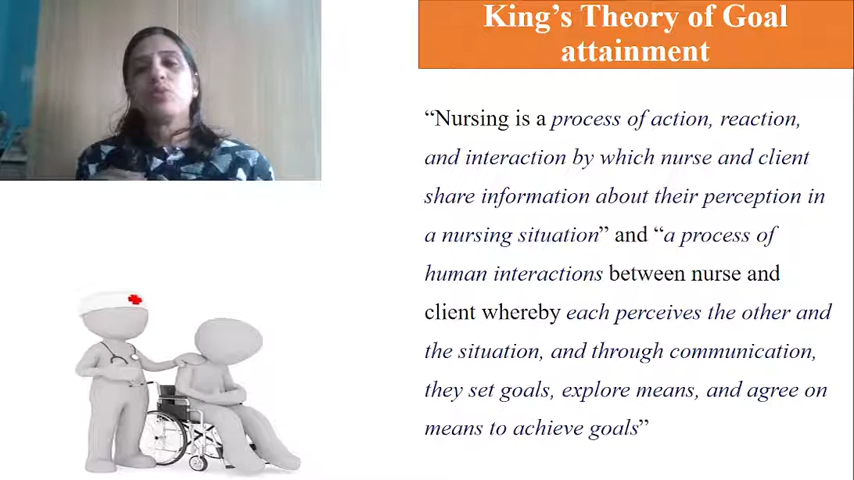 King’s Theory of Goal
attainment
“Nursing is a process of action, reaction,
and interaction by which nurse and client
share information about their perception in
a nursing situation” and “a process of
human interactions between nurse and
client whereby each perceives the other and
the situation, and through communication,
they set goals, explore means, and agree on
means to achieve goals”